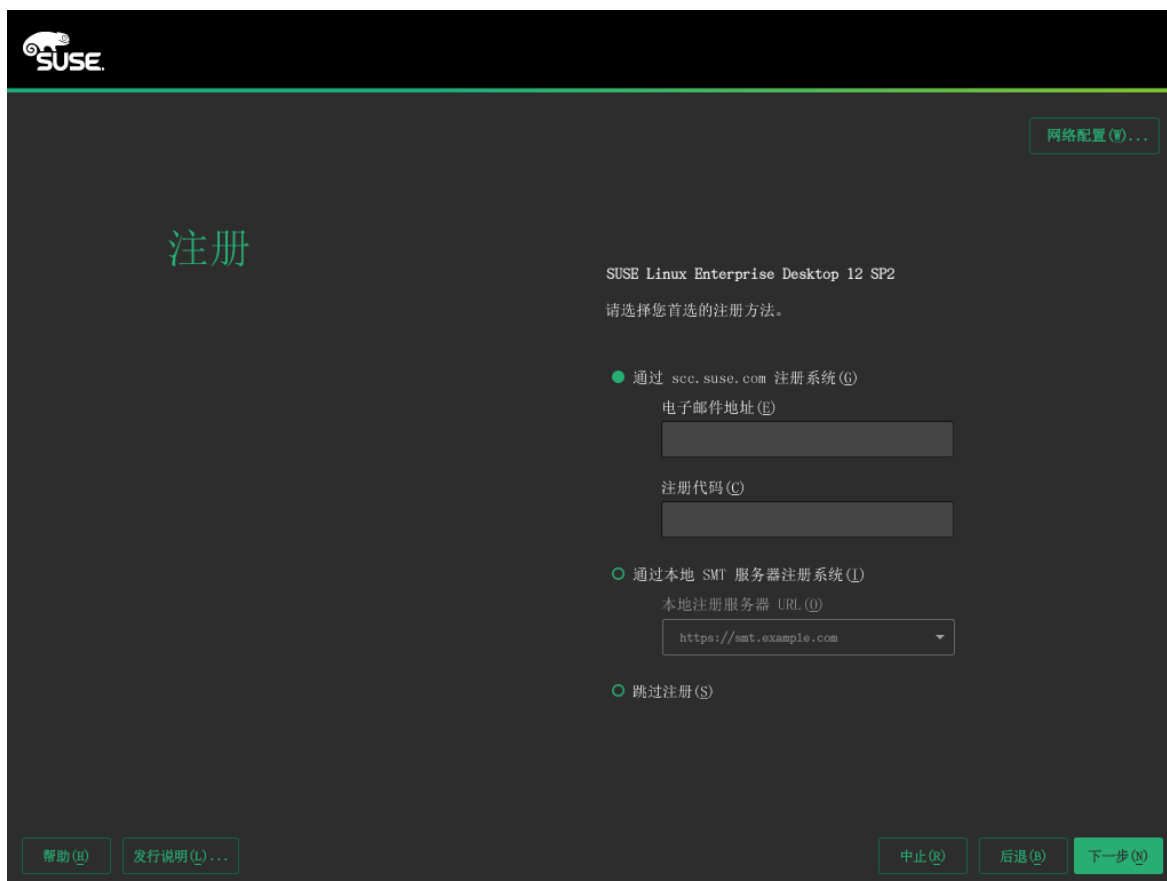 SUSE.
网络配置(W)...
注册
SUSE Linux Enterprise Desktop 12 SP2
请选择您首选的注册方法。
通过 scc.suse.com 注册系统(G)
电子邮件地址(E)
注册代码(C)
通过本地 SMT 服务器注册系统(I)
本地注册服务器 URL(O)
https://smt.example.com
跳过注册(S)
帮助(H) 发行说明(L)... 中止(R) 后退(B) 下一步(N)